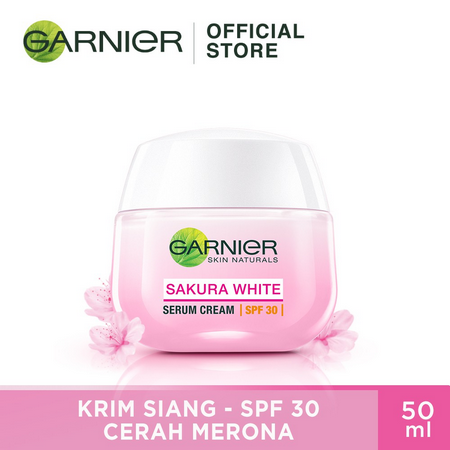 GARNIER
OFFICIAL
STORE
GARNIER
SKIN NATURALS
SAKURA WHITE
SERUM CREAM | SPF 30 |
KRIM SIANG - SPF 30
CERAH MERONA
50
ml